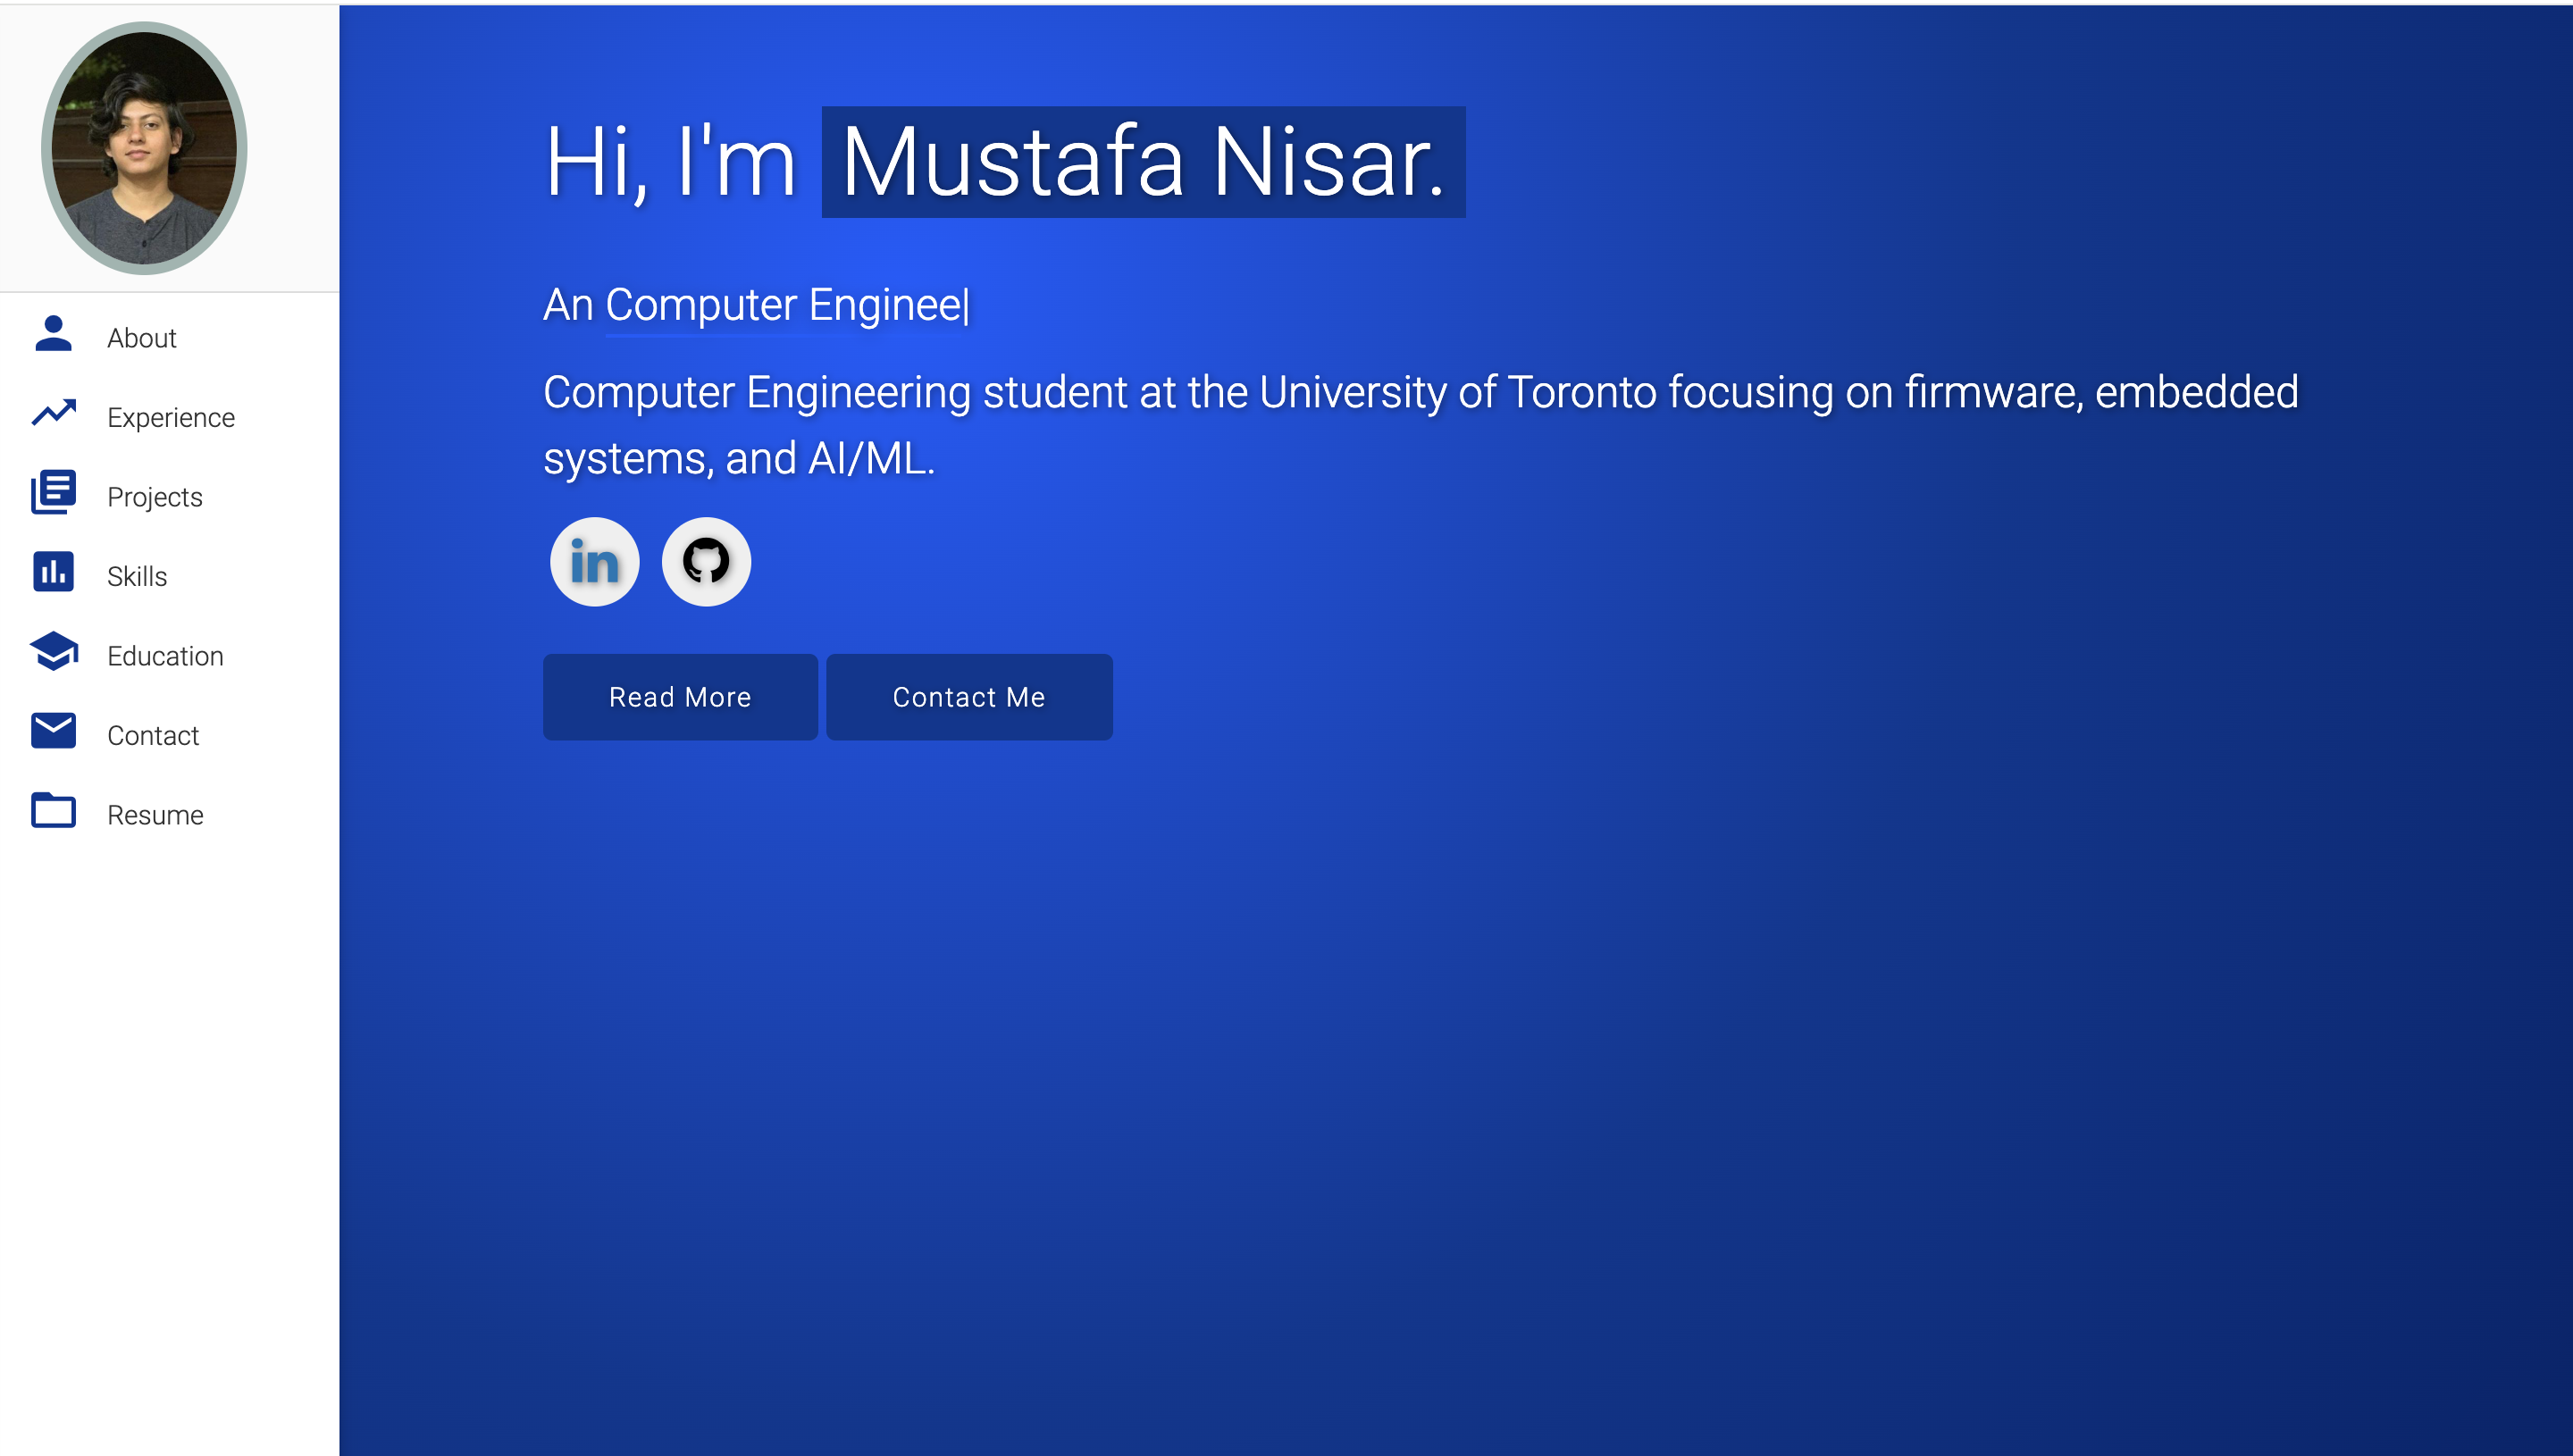 About
Experience
Projects
Skills
Education
Contact
Resume
Hi, I'm Mustafa Nisar.
An Computer Enginee|
Computer Engineering student at the University of Toronto focusing on firmware, embedded
systems, and AI/ML.
in
Read More
Contact Me